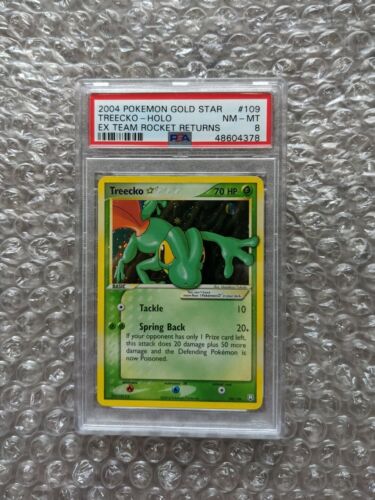 2004 POKEMON GOLD STAR #109
TREECKO - HOLO NM - MT
EX TEAM ROCKET RETURNS 8
PSA 48604378
Treecko ☆ 70 HP
BASIC
Tackle 10
Spring Back 20+
If your opponent has only 1 Prize card left,
this attack does 20 damage plus 50 more
damage and the Defending Pokémon is
now Poisoned.